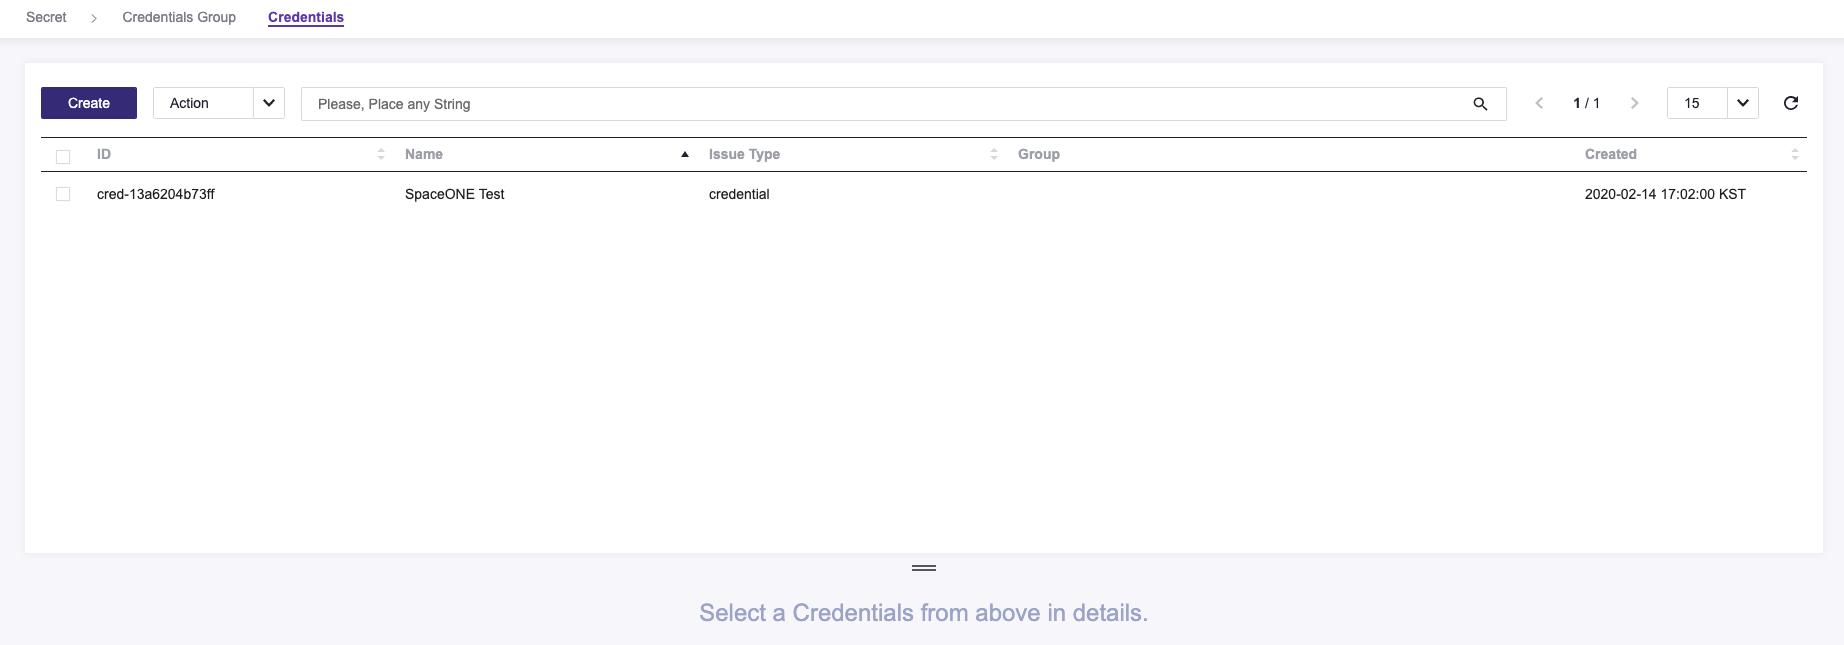 Secret > Credentials Group Credentials
Create Action Please, Place any String 1 / 1 15
ID Name Issue Type Group Created
cred-13a6204b73ff SpaceONE Test credential 2020-02-14 17:02:00 KST
Select a Credentials from above in details.